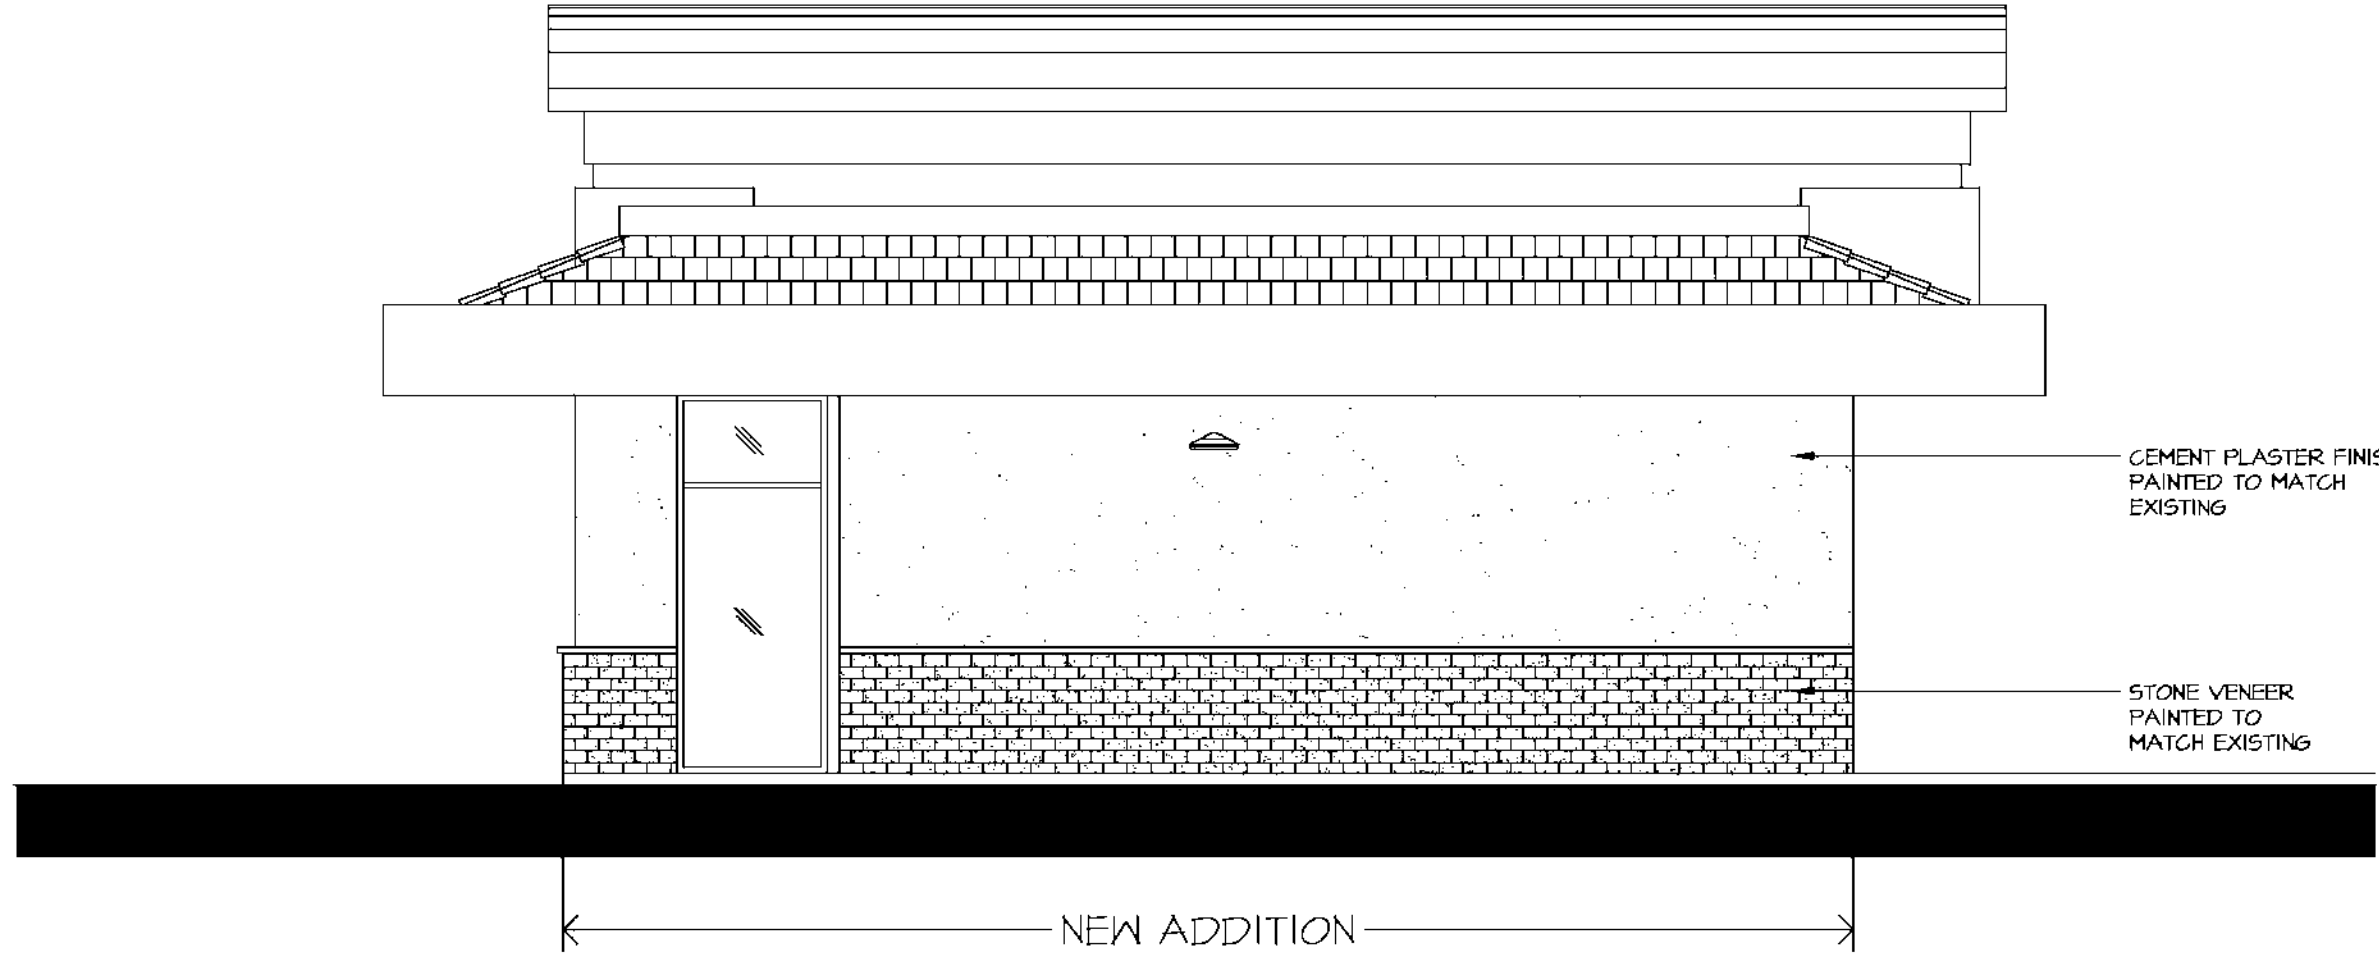 CEMENT PLASTER FINIS
PAINTED TO MATCH
EXISTING
STONE VENEER
PAINTED TO
MATCH EXISTING
NEW ADDITION